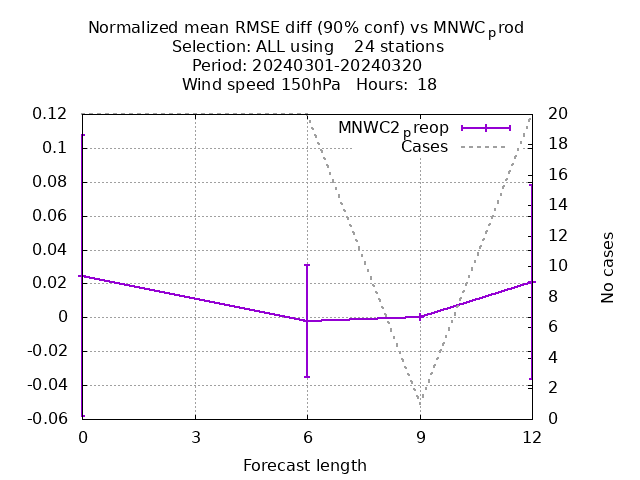 Normalized mean RMSE diff (90% conf) vs MNWCprod
Selection: ALL using    24 stations
Period: 20240301-20240320
Wind speed 150hPa   Hours:  18
MNWC2preop
Cases
0.12
0.1
0.08
0.06
0.04
0.02
0
-0.02
-0.04
-0.06
20
18
16
14
12
10
8
6
4
2
0
No cases
0 3 6 9 12
Forecast length